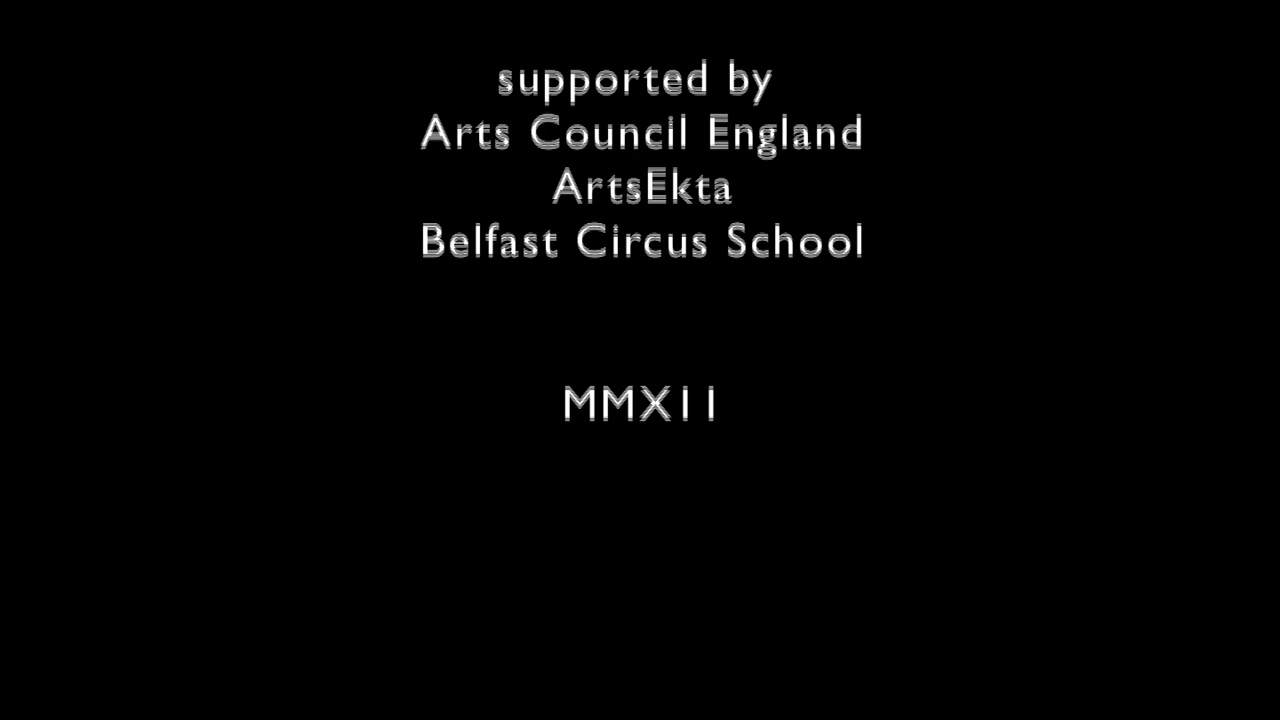 supported by
Arts Council England
ArtsEkta
Belfast Circus School
MMXII